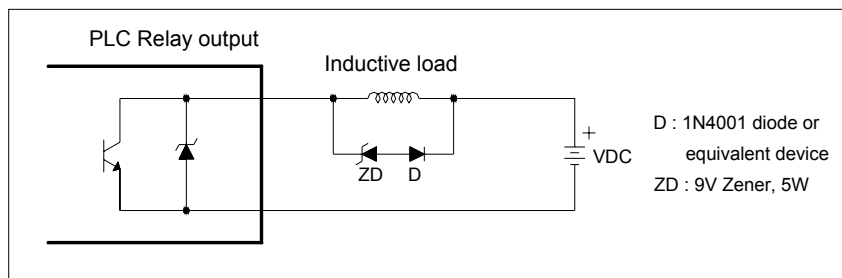 PLC Relay output
Inductive load
ZD
D
+
VDC
D : 1N4001 diode or
equivalent device
ZD : 9V Zener, 5W